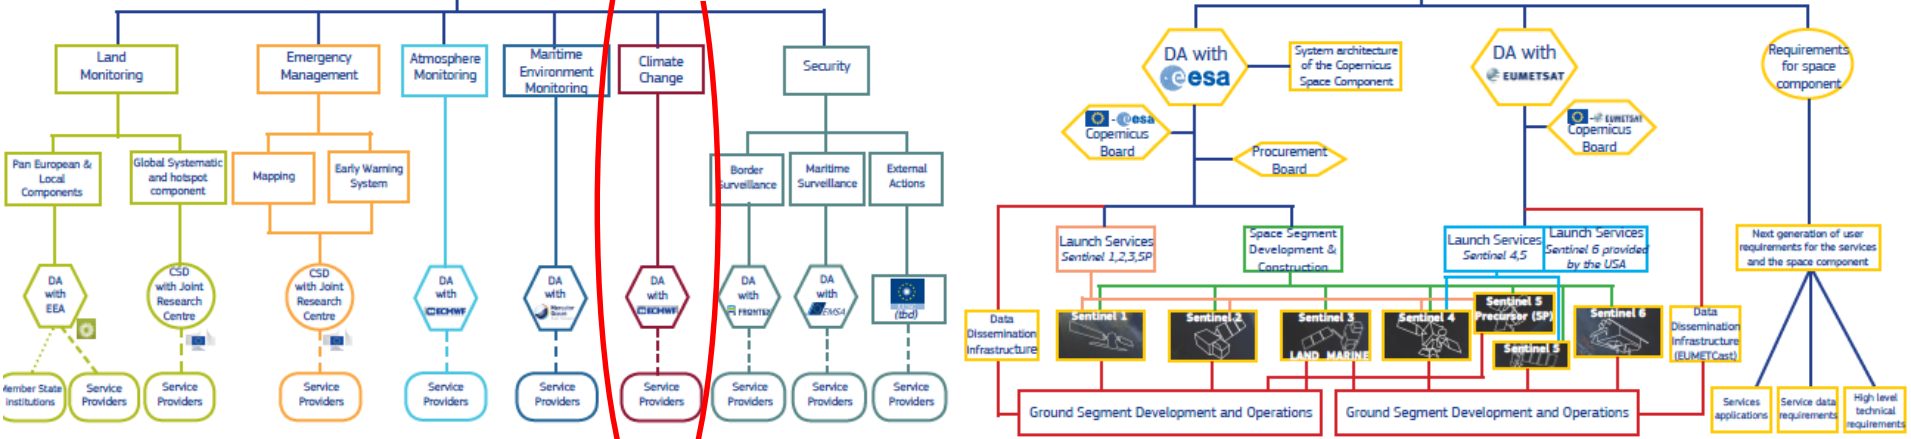 Land
Monitoring
Emergency
Management
Atmosphere
Monitoring
Maritime
Environment
Monitoring
Climate
Change
Security
Pan European &
Local
Components
Global Systematic
and hotspot
component
Mapping
Early Warning
System
Border
Surveillance
Maritime
Surveillance
External
Actions
DA
with
EEA
CSD
with Joint
Research
Centre
CSD
with Joint
Research
Centre
DA
with
ECMWF
DA
with
DA
with
ECMWF
DA
with
FRONTEX
DA
with
EMSA
(tbd)
Member State
Institutions
Service
Providers
Service
Providers
Service
Providers
Service
Providers
Service
Providers
Service
Providers
Service
Providers
Service
Providers
Service
Providers
DA with
esa
System architecture
of the Copernicus
Space Component
DA with
EUMETSAT
Requirements
for space
component
-esa
Copernicus
Board
Procurement
Board
-EUMETSAT
Copernicus
Board
Launch Services
Sentinel 1,2,3,5P
Space Segment
Development &
Construction
Launch Services
Sentinel 4,5
Launch Services
Sentinel 6 provided
by the USA
Next generation of user
requirements for the services
and the space component
Data
Dissemination
Infrastructure
Sentinel 1
Sentinel 2
Sentinel 3
LAND MARINE
Sentinel 4
Sentinel 5
Precursor (5P)
Sentinel 5
Sentinel 6
Data
Dissemination
Infrastructure
(EUMETCast)
Ground Segment Development and Operations
Ground Segment Development and Operations
Services
applications
Service data
requirements
High level
technical
requirements